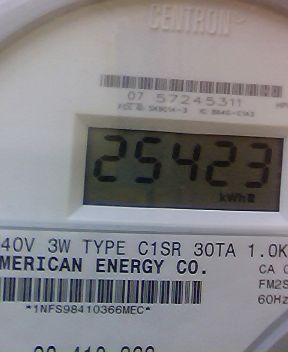 CENTRON
07 57245311
25423
kWh
40V 3W TYPE C1SR 30TA 1.0K
MERICAN ENERGY CO.
CA
FM2S
60Hz
*1NFS98410366MEC*